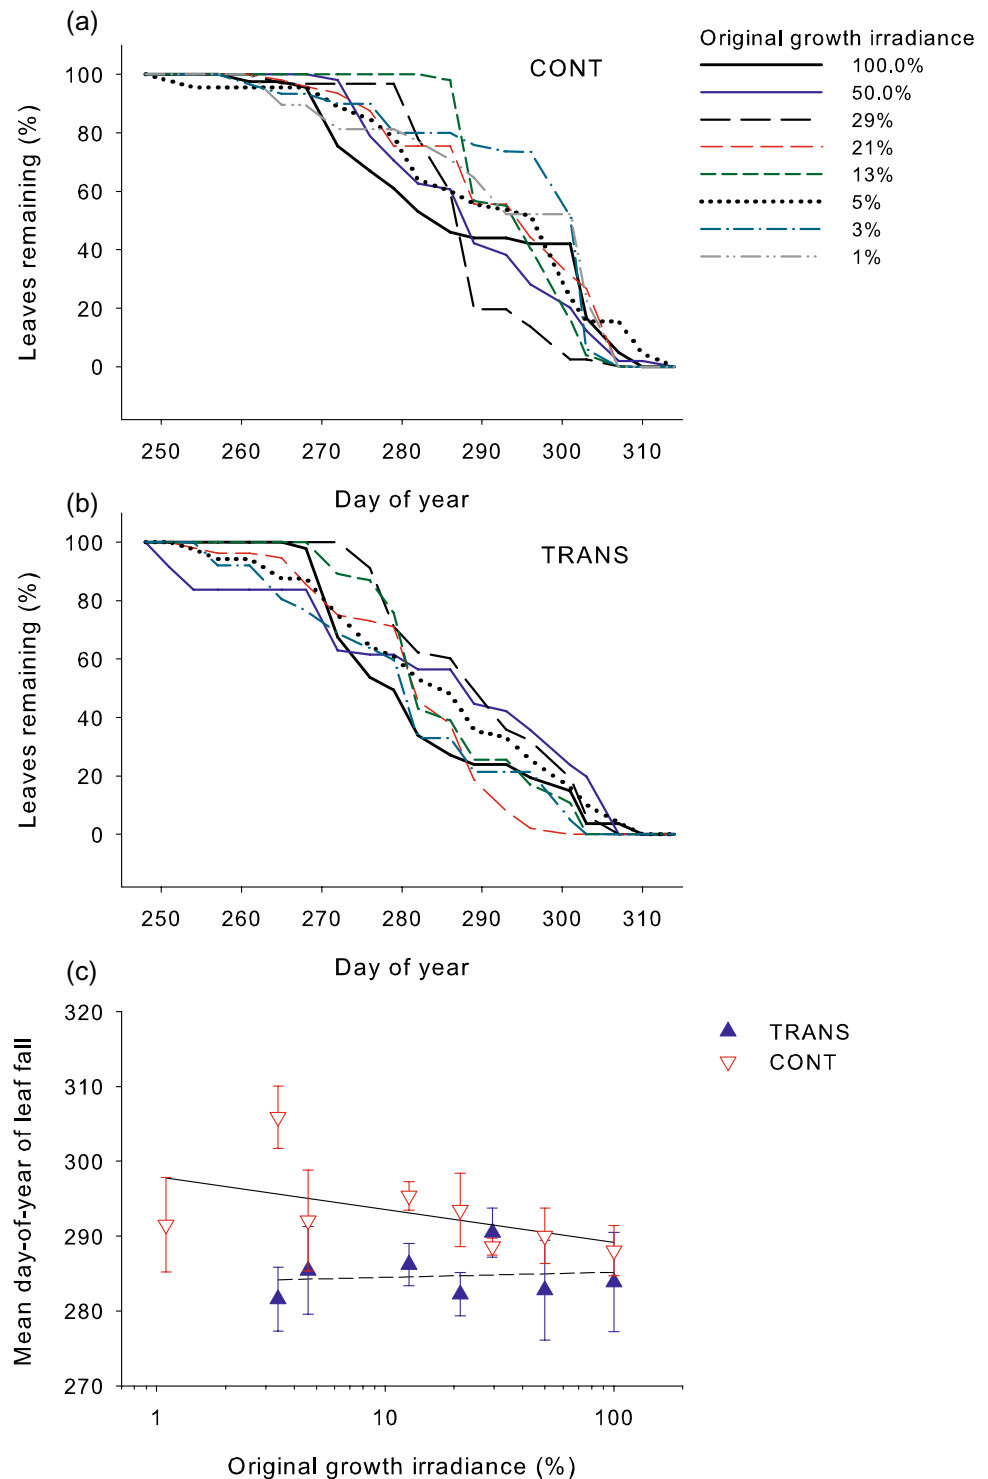 (a)
CONT
Original growth irradiance
100.0%
50.0%
29%
21%
13%
5%
3%
1%
Leaves remaining (%)
100
80
60
40
20
0
250 260 270 280 290 300 310
Day of year
(b)
TRANS
Leaves remaining (%)
100
80
60
40
20
0
250 260 270 280 290 300 310
Day of year
(c)
TRANS
CONT
Mean day-of-year of leaf fall
320
310
300
290
280
270
1 10 100
Original growth irradiance (%)